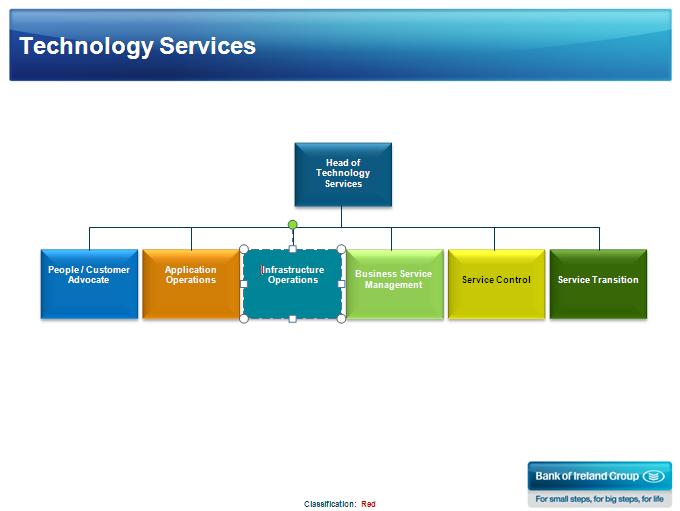 Technology Services
Head of
Technology
Services
People / Customer
Advocate
Application
Operations
Infrastructure
Operations
Business Service
Management
Service Control
Service Transition
Bank of Ireland Group
For small steps, for big steps, for life
Classification: Red